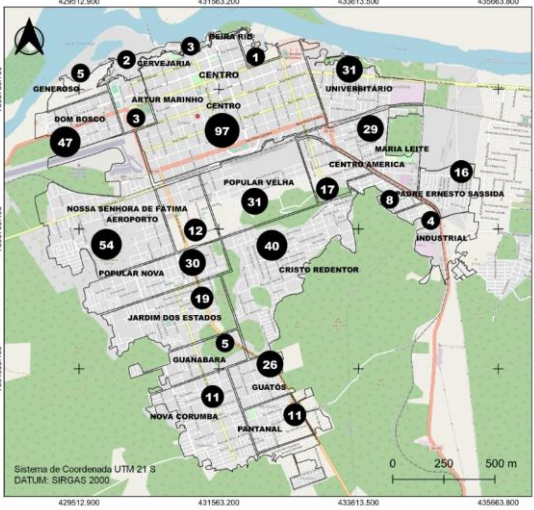 429512.900 431563.200 433613.500 435663.800
BEIRA RIO
3
2
1
CERVEJARIA
5
CENTRO
31
GENEROSO
UNIVERSITÁRIO
ARTUR MARINHO
CENTRO
DOM BOSCO
3
97
29
47
MARIA LEITE
CENTRO AMERICA
16
POPULAR VELHA
17
PADRE ERNESTO SASSIDA
31
8
NOSSA SENHORA DE FÁTIMA
AEROPORTO
4
12
INDUSTRIAL
54
40
30
POPULAR NOVA
CRISTO REDENTOR
19
JARDIM DOS ESTADOS
5
GUANABARA
26
GUATÓS
11
NOVA CORUMBA
11
PANTANAL
Sistema de Coordenada UTM 21 S
DATUM: SIRGAS 2000
0 250 500 m
429512.900 431563.200 433613.500 435663.800